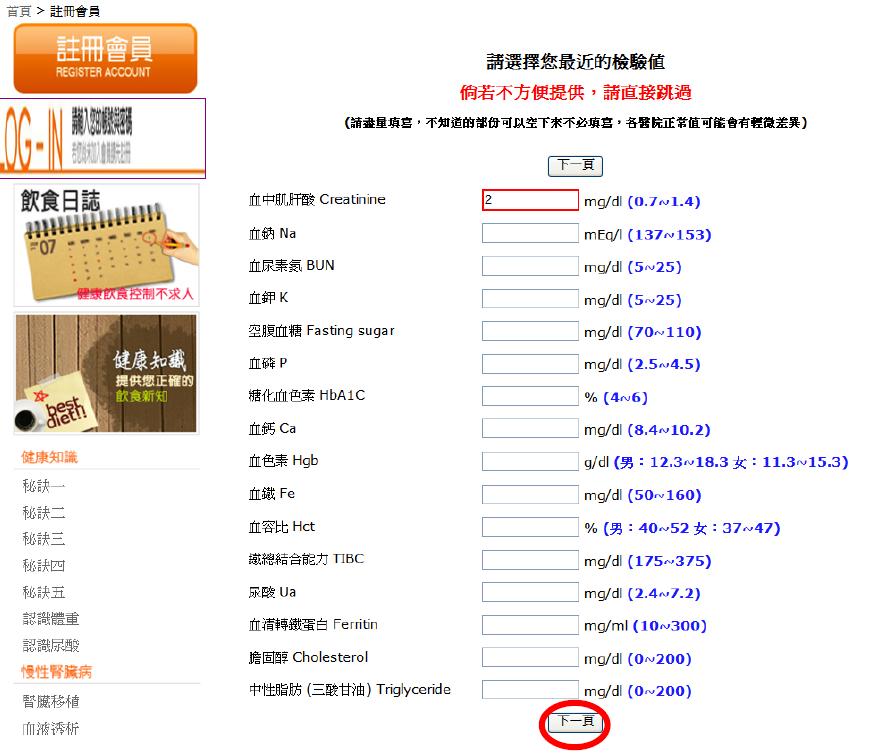 首頁 > 註冊會員
註冊會員
REGISTER ACCOUNT
LOG-IN
請輸入您的帳號與密碼
若您尚未加入會員請先註冊
飲食日誌
07
健康飲食控制不求人
健康知識
提供您正確的
飲食新知
best
diet!!
健康知識
秘訣一
秘訣二
秘訣三
秘訣四
秘訣五
認識體重
認識尿酸
慢性腎臟病
腎臟移植
血液透析
請選擇您最近的檢驗值
倘若不方便提供，請直接跳過
(請盡量填寫，不知道的部份可以空下來不必填寫，各醫院正常值可能會有輕微差異)
下一頁
血中肌肝酸 Creatinine 2 mg/dl (0.7~1.4)
血鈉 Na mEq/l (137~153)
血尿素氮 BUN mg/dl (5~25)
血鉀 K mg/dl (5~25)
空腹血糖 Fasting sugar mg/dl (70~110)
血磷 P mg/dl (2.5~4.5)
糖化血色素 HbA1C % (4~6)
血鈣 Ca mg/dl (8.4~10.2)
血色素 Hgb g/dl (男：12.3~18.3 女：11.3~15.3)
血鐵 Fe mg/dl (50~160)
血容比 Hct % (男：40~52 女：37~47)
鐵總結合能力 TIBC mg/dl (175~375)
尿酸 Ua mg/dl (2.4~7.2)
血清轉鐵蛋白 Ferritin mg/ml (10~300)
膽固醇 Cholesterol mg/dl (0~200)
中性脂肪 (三酸甘油) Triglyceride mg/dl (0~200)
下一頁